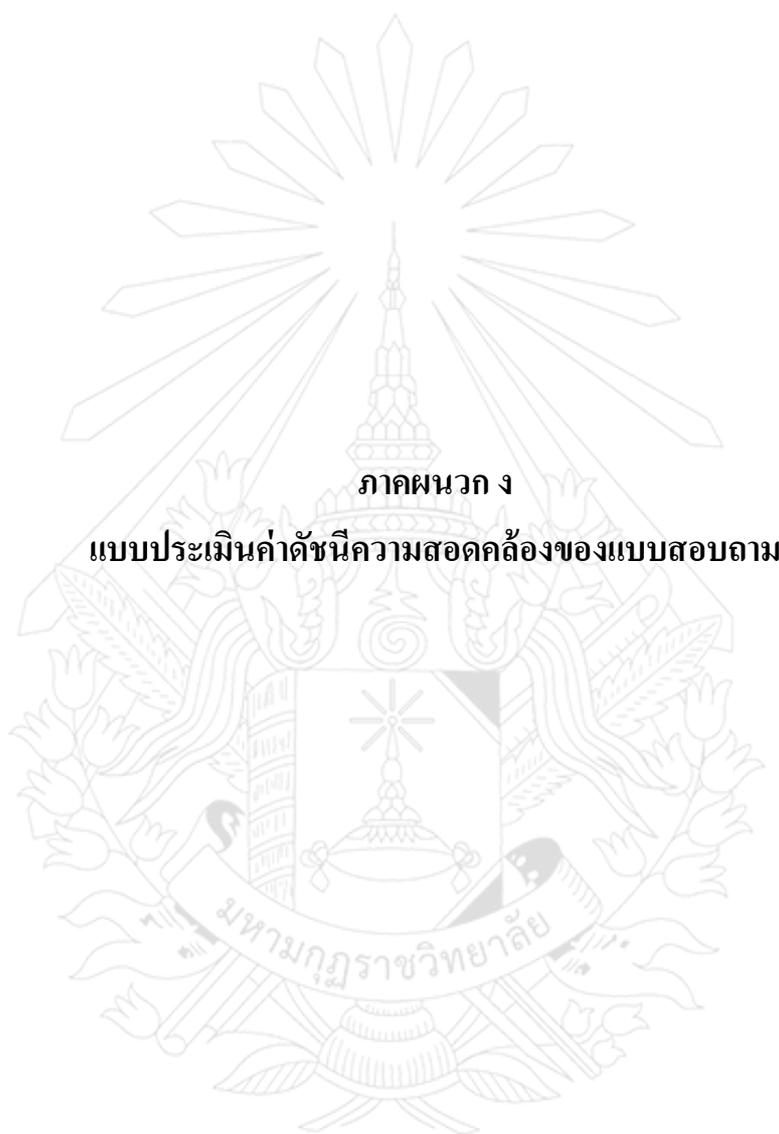 ภาคผนวก ง
แบบประเมินค่าดัชนีความสอดคล้องของแบบสอบถาม
มหามกุฏราชวิทยาลัย